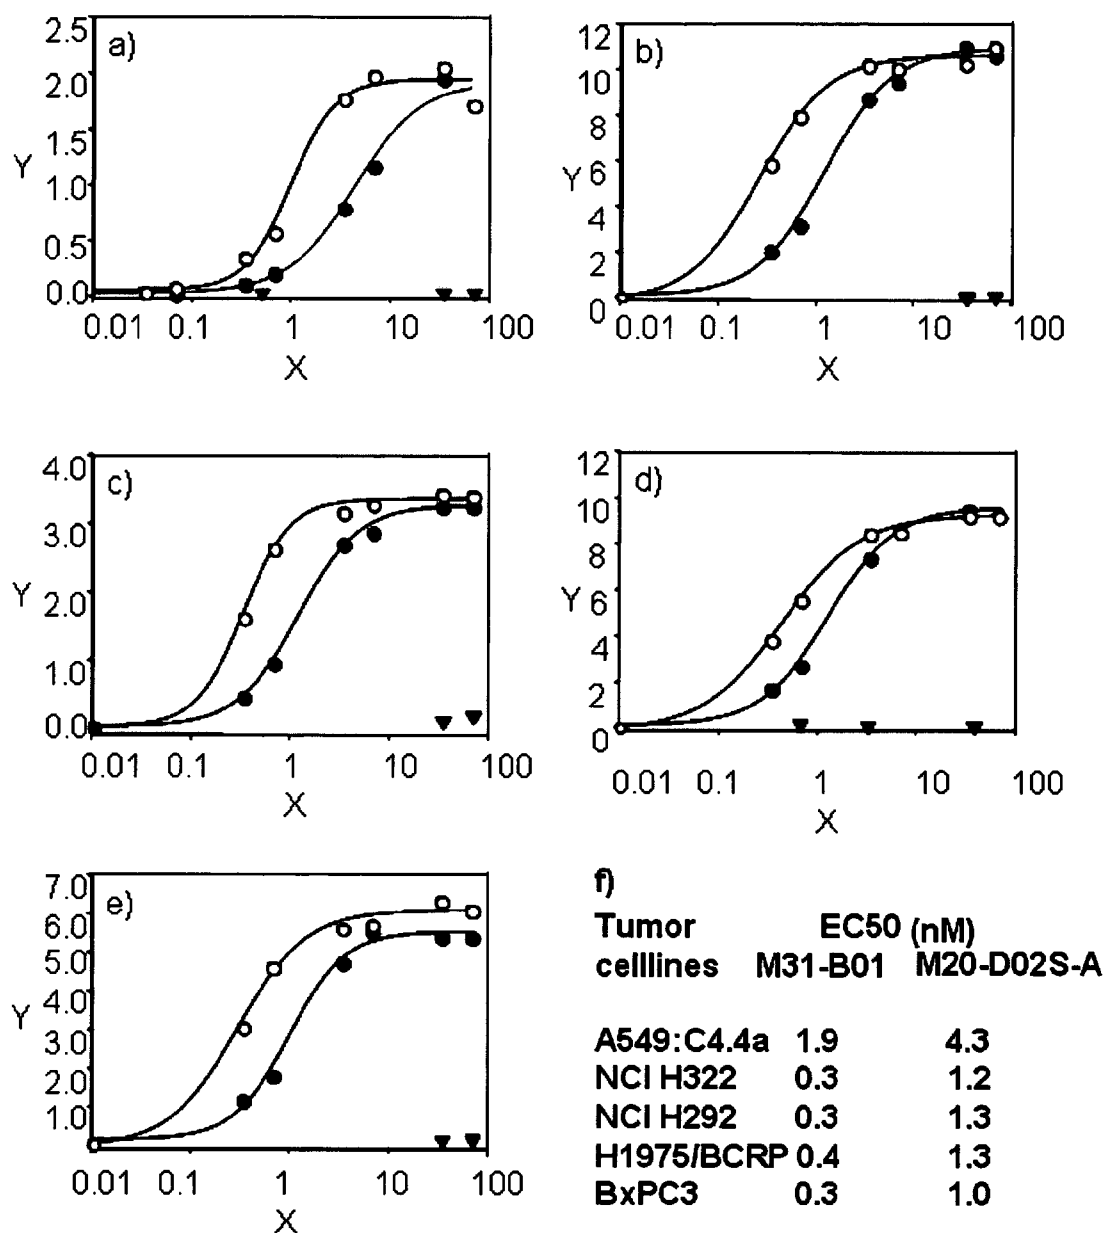 a)
2.5
2.0
1.5
1.0
0.5
0.0
Y
0.01 0.1 1 10 100
X
b)
12
10
8
6
4
2
0
Y
0.01 0.1 1 10 100
X
c)
4.0
3.0
2.0
1.0
0.0
Y
0.01 0.1 1 10 100
X
d)
12
10
8
6
4
2
0
Y
0.01 0.1 1 10 100
X
e)
7.0
6.0
5.0
4.0
3.0
2.0
1.0
Y
0.01 0.1 1 10 100
X
f)
Tumor EC50 (nM)
celllines M31-B01 M20-D02S-A
A549:C4.4a 1.9 4.3
NCI H322 0.3 1.2
NCI H292 0.3 1.3
H1975/BCRP 0.4 1.3
BxPC3 0.3 1.0